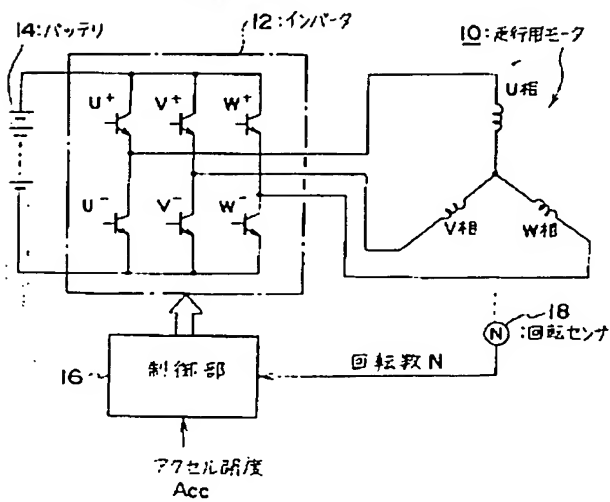 14:バッテリ
12:インバータ
10:走行用モータ
U相
U+
V+
W+
U-
V-
W-
V相
W相
18
N
:回転センサ
回転数 N
16
制御部
アクセル開度
Acc